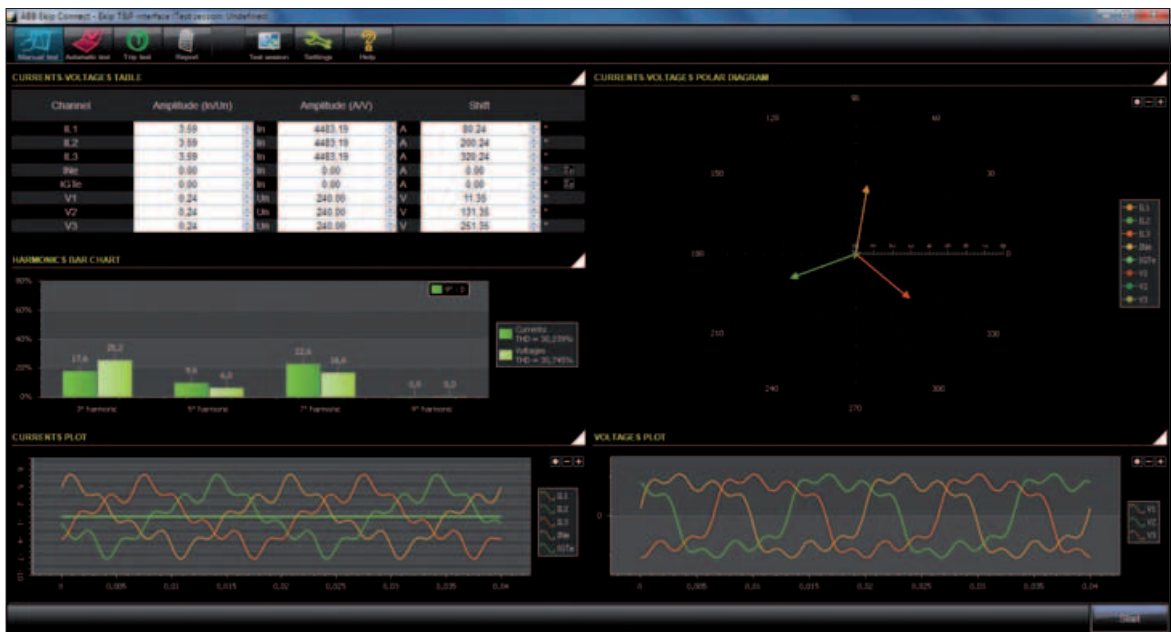 ABB Ekip Connect - Ekip T&P interface (Test session: Undefined)
Manual test Automatic test Trip test Report Test session Settings Help
CURRENTS-VOLTAGES TABLE
Channel Amplitude (In/Un) Amplitude (A/V) Shift
IL1 3.59 In 4483.19 A 80.24 °
IL2 3.59 In 4483.19 A 200.24 °
IL3 3.59 In 4483.19 A 320.24 °
INe 0.00 In 0.00 A 0.00 °
IGTe 0.00 In 0.00 A 0.00 °
V1 0.24 Un 240.00 V 11.35 °
V2 0.24 Un 240.00 V 131.35 °
V3 0.24 Un 240.00 V 251.35 °
HARMONICS BAR CHART
80%
60%
40%
20%
0%
17,6 25,2 9,6 6,0 22,6 16,6 0,0 0,0
3° harmonic 5° harmonic 7° harmonic 9° harmonic
9° : 0
Currents
THD = 30,239%
Voltages
THD = 30,745%
CURRENTS-VOLTAGES POLAR DIAGRAM
90
120 60
150 30
180 0
210 330
240 300
270
IL1
IL2
IL3
INe
IGTe
V1
V2
V3
CURRENTS PLOT
0 0,005 0,01 0,015 0,02 0,025 0,03 0,035 0,04
IL1
IL2
IL3
INe
IGTe
VOLTAGES PLOT
0
0 0,005 0,01 0,015 0,02 0,025 0,03 0,035 0,04
V1
V2
V3
Start